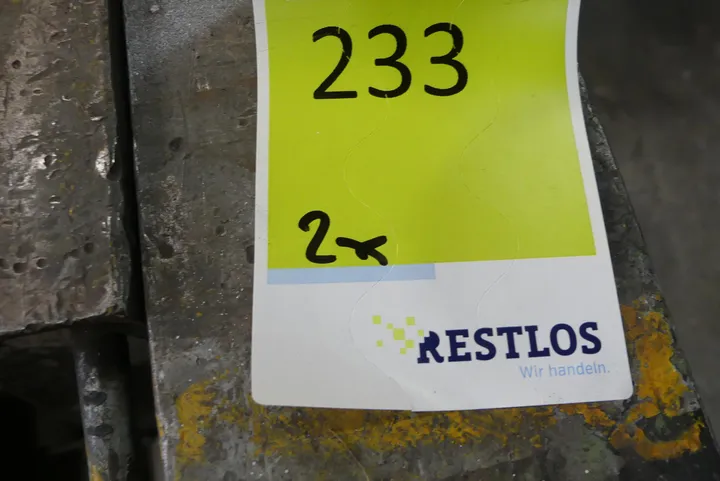 233
2x
RESTLOS
Wir handeln.